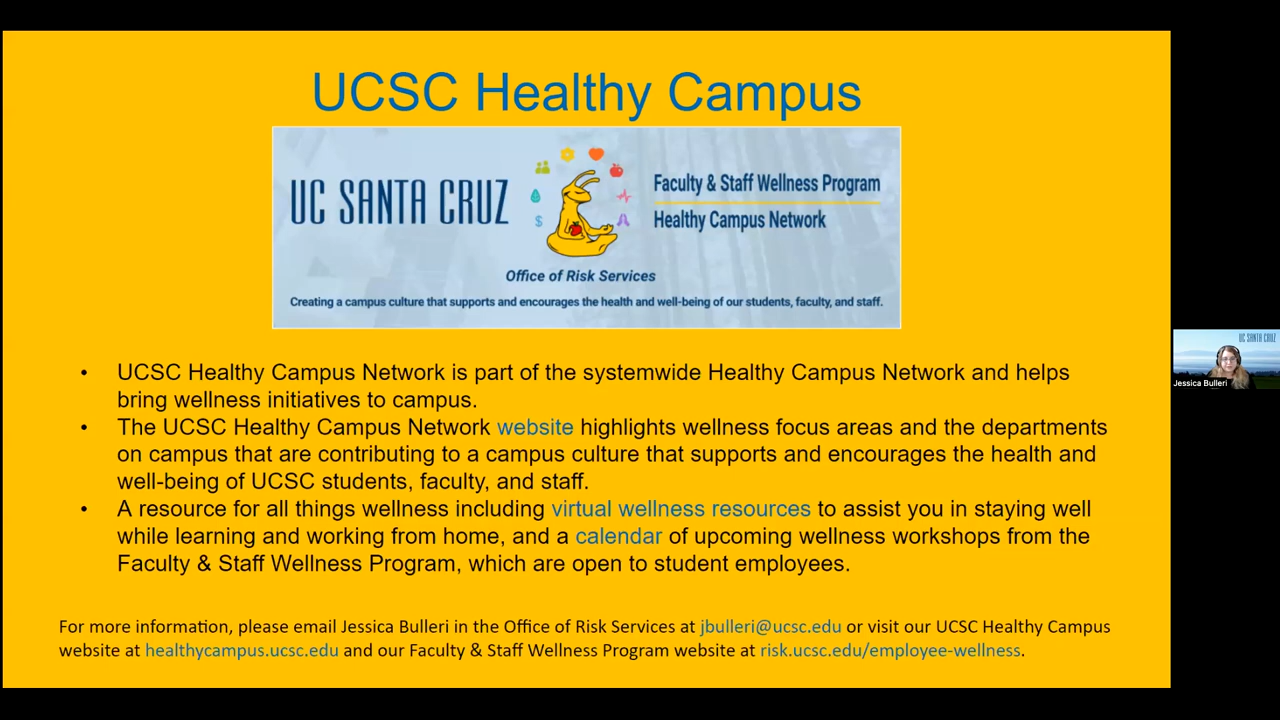 UCSC Healthy Campus
UC SANTA CRUZ
Faculty & Staff Wellness Program
Healthy Campus Network
$
Office of Risk Services
Creating a campus culture that supports and encourages the health and well-being of our students, faculty, and staff.
• UCSC Healthy Campus Network is part of the systemwide Healthy Campus Network and helps
bring wellness initiatives to campus.
• The UCSC Healthy Campus Network website highlights wellness focus areas and the departments
on campus that are contributing to a campus culture that supports and encourages the health and
well-being of UCSC students, faculty, and staff.
• A resource for all things wellness including virtual wellness resources to assist you in staying well
while learning and working from home, and a calendar of upcoming wellness workshops from the
Faculty & Staff Wellness Program, which are open to student employees.
For more information, please email Jessica Bulleri in the Office of Risk Services at jbulleri@ucsc.edu or visit our UCSC Healthy Campus
website at healthycampus.ucsc.edu and our Faculty & Staff Wellness Program website at risk.ucsc.edu/employee-wellness.
UC SANTA CRUZ
Jessica Bulleri